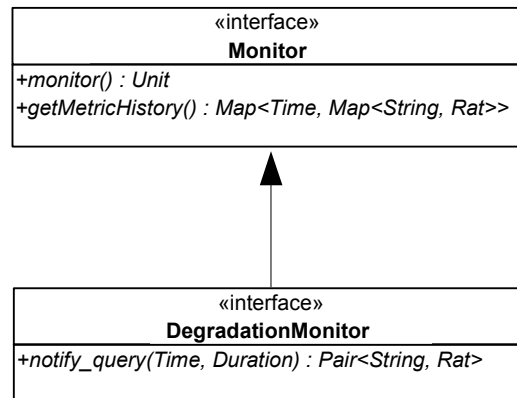 «interface»
Monitor
+monitor() : Unit
+getMetricHistory() : Map<Time, Map<String, Rat>>
«interface»
DegradationMonitor
+notify_query(Time, Duration) : Pair<String, Rat>